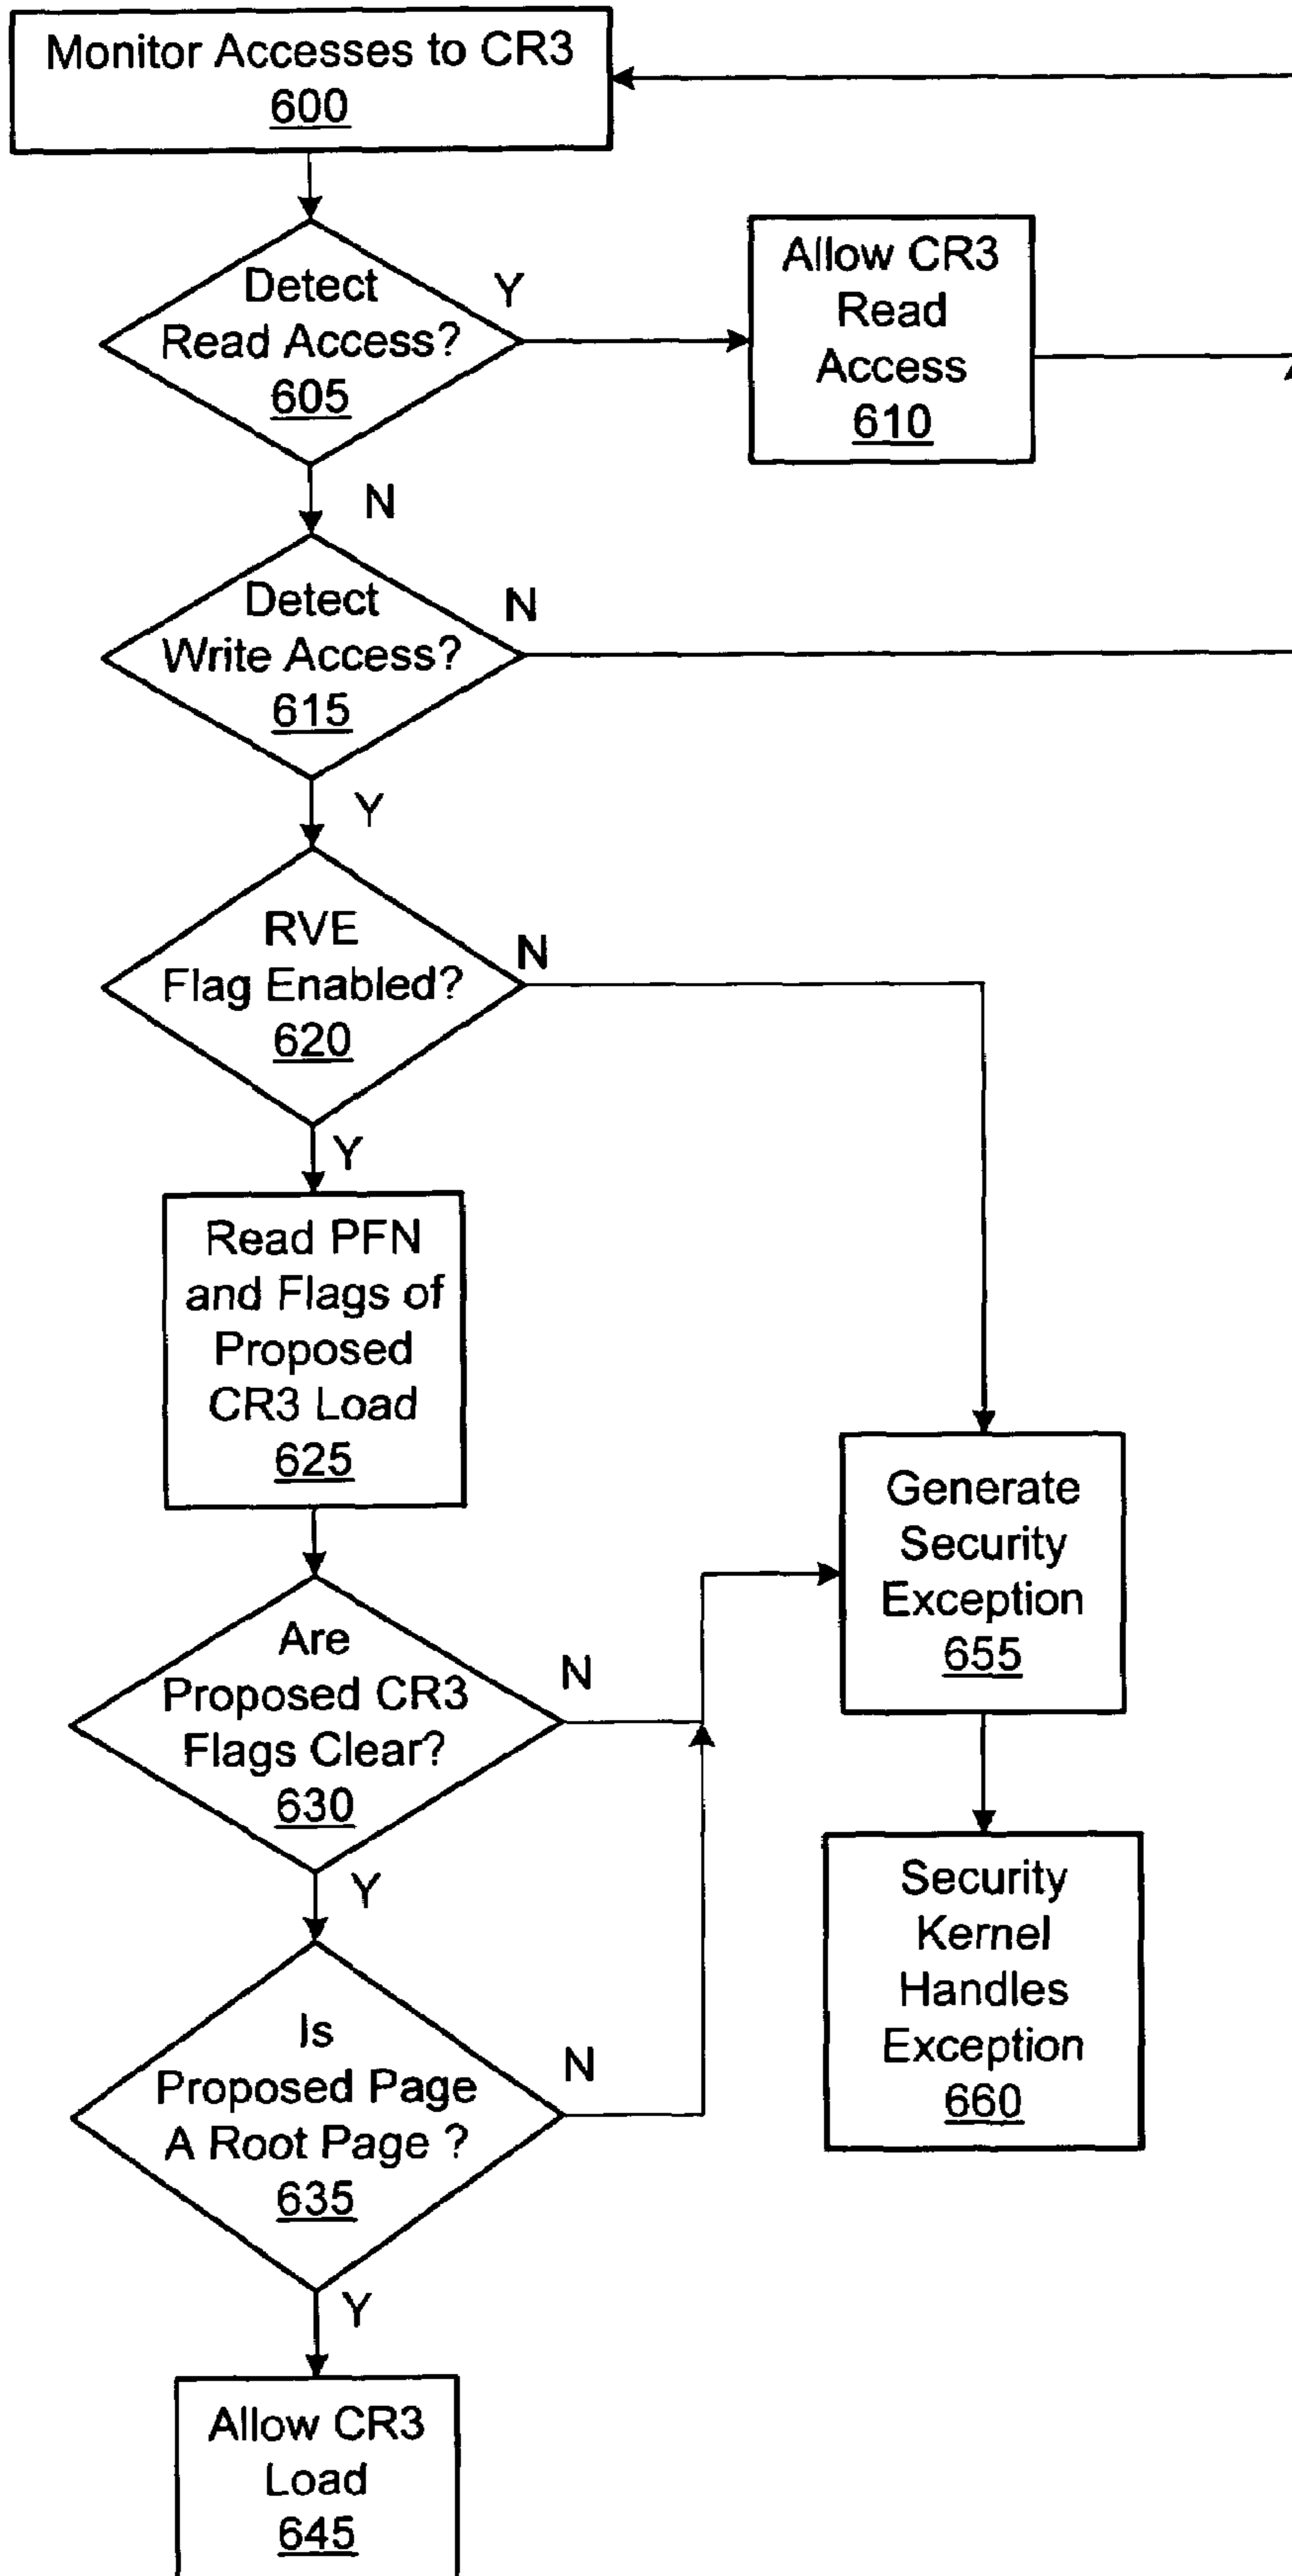 Monitor Accesses to CR3
600
Detect
Read Access?
605
Y
Allow CR3
Read
Access
610
N
Detect
Write Access?
615
N
Y
RVE
Flag Enabled?
620
N
Y
Read PFN
and Flags of
Proposed
CR3 Load
625
Generate
Security
Exception
655
Are
Proposed CR3
Flags Clear?
630
N
Y
Security
Kernel
Handles
Exception
660
Is
Proposed Page
A Root Page ?
635
N
Y
Allow CR3
Load
645